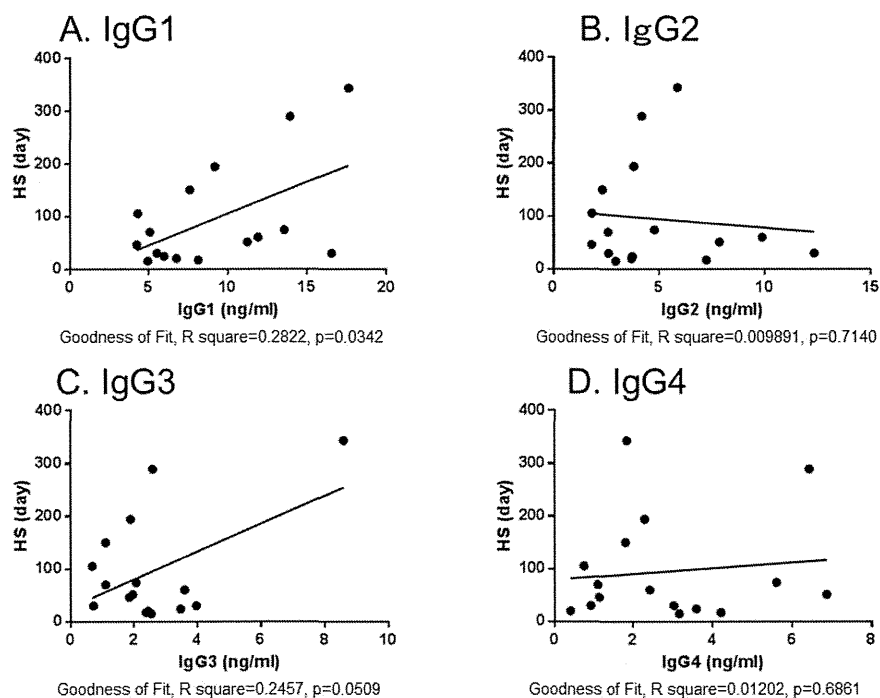 A. IgG1
400
300
200
100
0
HS (day)
0 5 10 15 20
IgG1 (ng/ml)
Goodness of Fit, R square=0.2822, p=0.0342
B. IgG2
400
300
200
100
0
HS (day)
0 5 10 15
IgG2 (ng/ml)
Goodness of Fit, R square=0.009891, p=0.7140
C. IgG3
400
300
200
100
0
HS (day)
0 2 4 6 8 10
IgG3 (ng/ml)
Goodness of Fit, R square=0.2457, p=0.0509
D. IgG4
400
300
200
100
0
HS (day)
0 2 4 6 8
IgG4 (ng/ml)
Goodness of Fit, R square=0.01202, p=0.6861